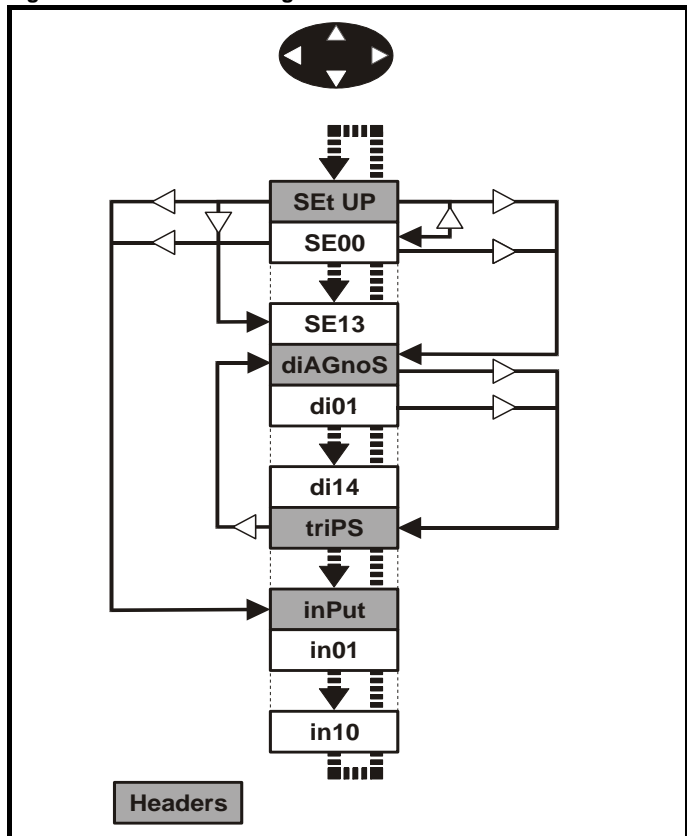 SEt UP
SE00
SE13
diAGnoS
di01
di14
triPS
inPut
in01
in10
Headers